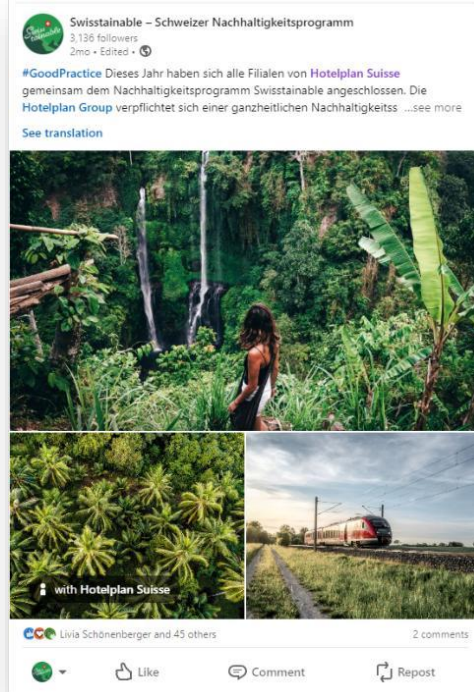 Swisstainable
Swisstainable – Schweizer Nachhaltigkeitsprogramm
3,136 followers
2mo • Edited •
#GoodPractice Dieses Jahr haben sich alle Filialen von Hotelplan Suisse
gemeinsam dem Nachhaltigkeitsprogramm Swisstainable angeschlossen. Die
Hotelplan Group verpflichtet sich einer ganzheitlichen Nachhaltigkeitss ...see more
See translation
with Hotelplan Suisse
Livia Schönenberger and 45 others 2 comments
Like Comment Repost